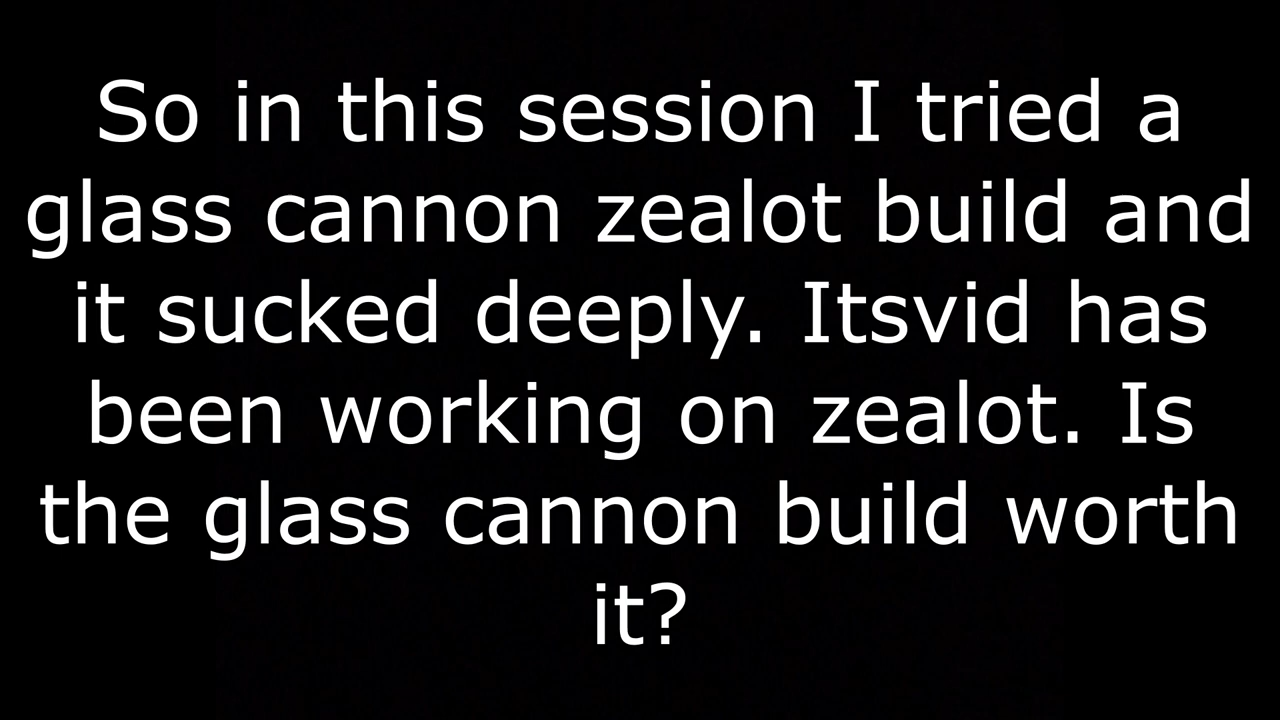 So in this session I tried a
glass cannon zealot build and
it sucked deeply. Itsvid has
been working on zealot. Is
the glass cannon build worth
it?